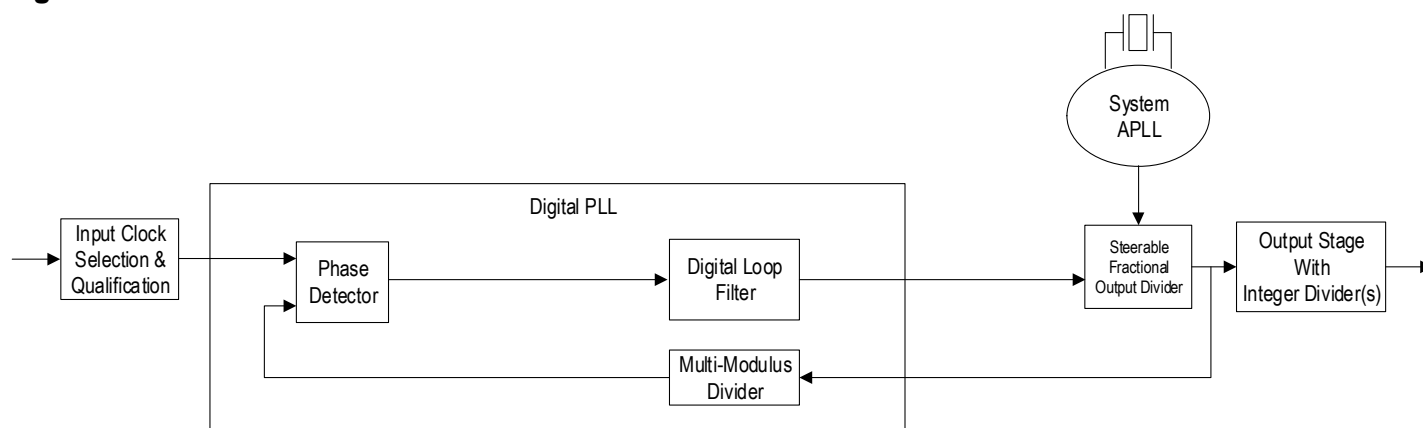 System
APLL
Digital PLL
Input Clock
Selection &
Qualification
Phase
Detector
Digital Loop
Filter
Steerable
Fractional
Output Divider
Output Stage
With
Integer Divider(s)
Multi-Modulus
Divider